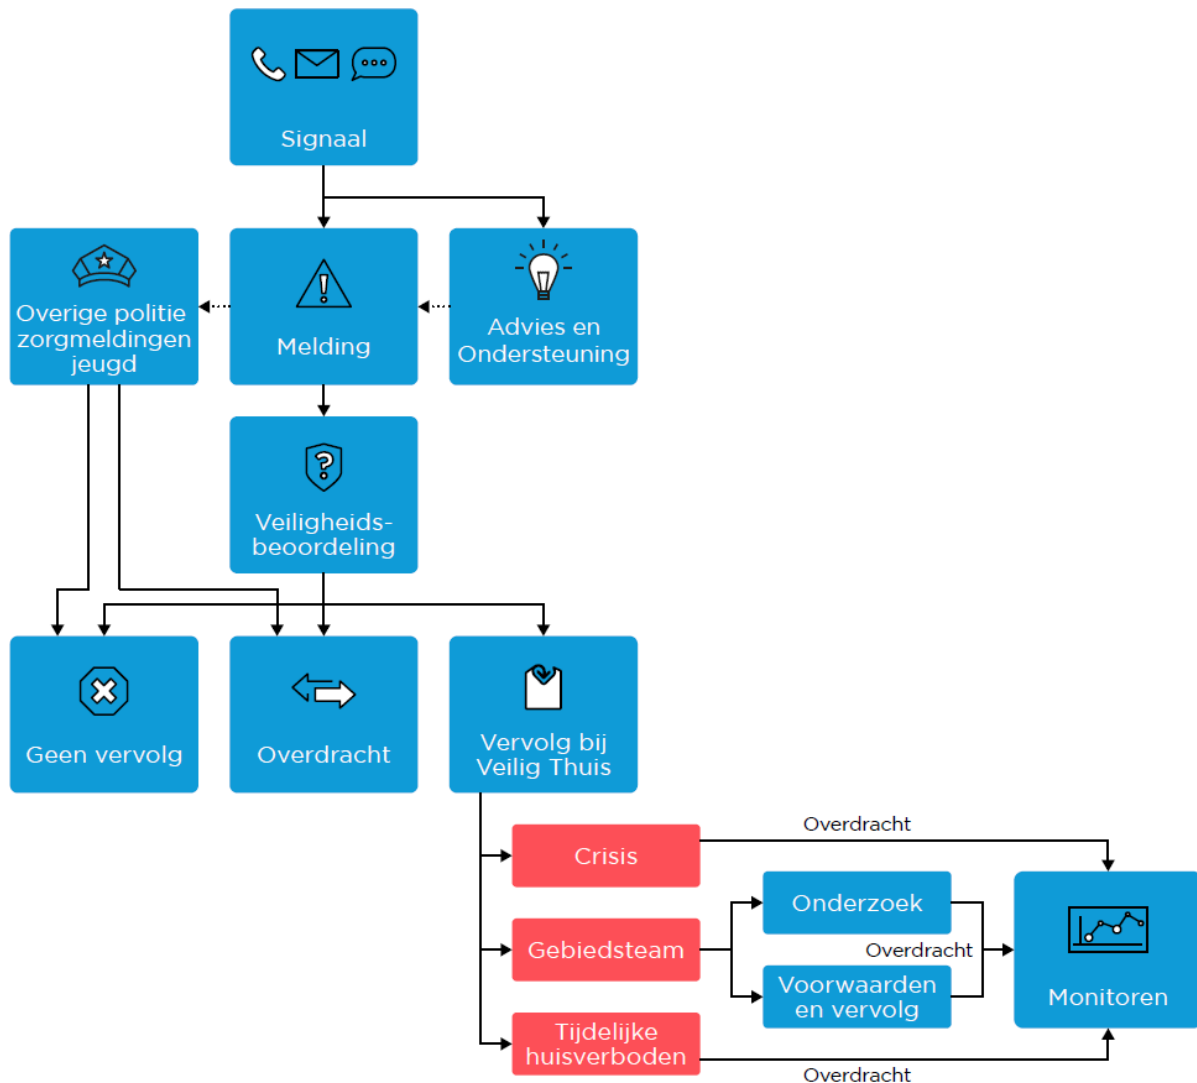 Signaal
Overige politie
zorgmeldingen
jeugd
Melding
Advies en
Ondersteuning
Veiligheids-
beoordeling
Geen vervolg
Overdracht
Vervolg bij
Veilig Thuis
Overdracht
Crisis
Onderzoek
Gebiedsteam
Overdracht
Voorwaarden
en vervolg
Monitoren
Tijdelijke
huisverboden
Overdracht